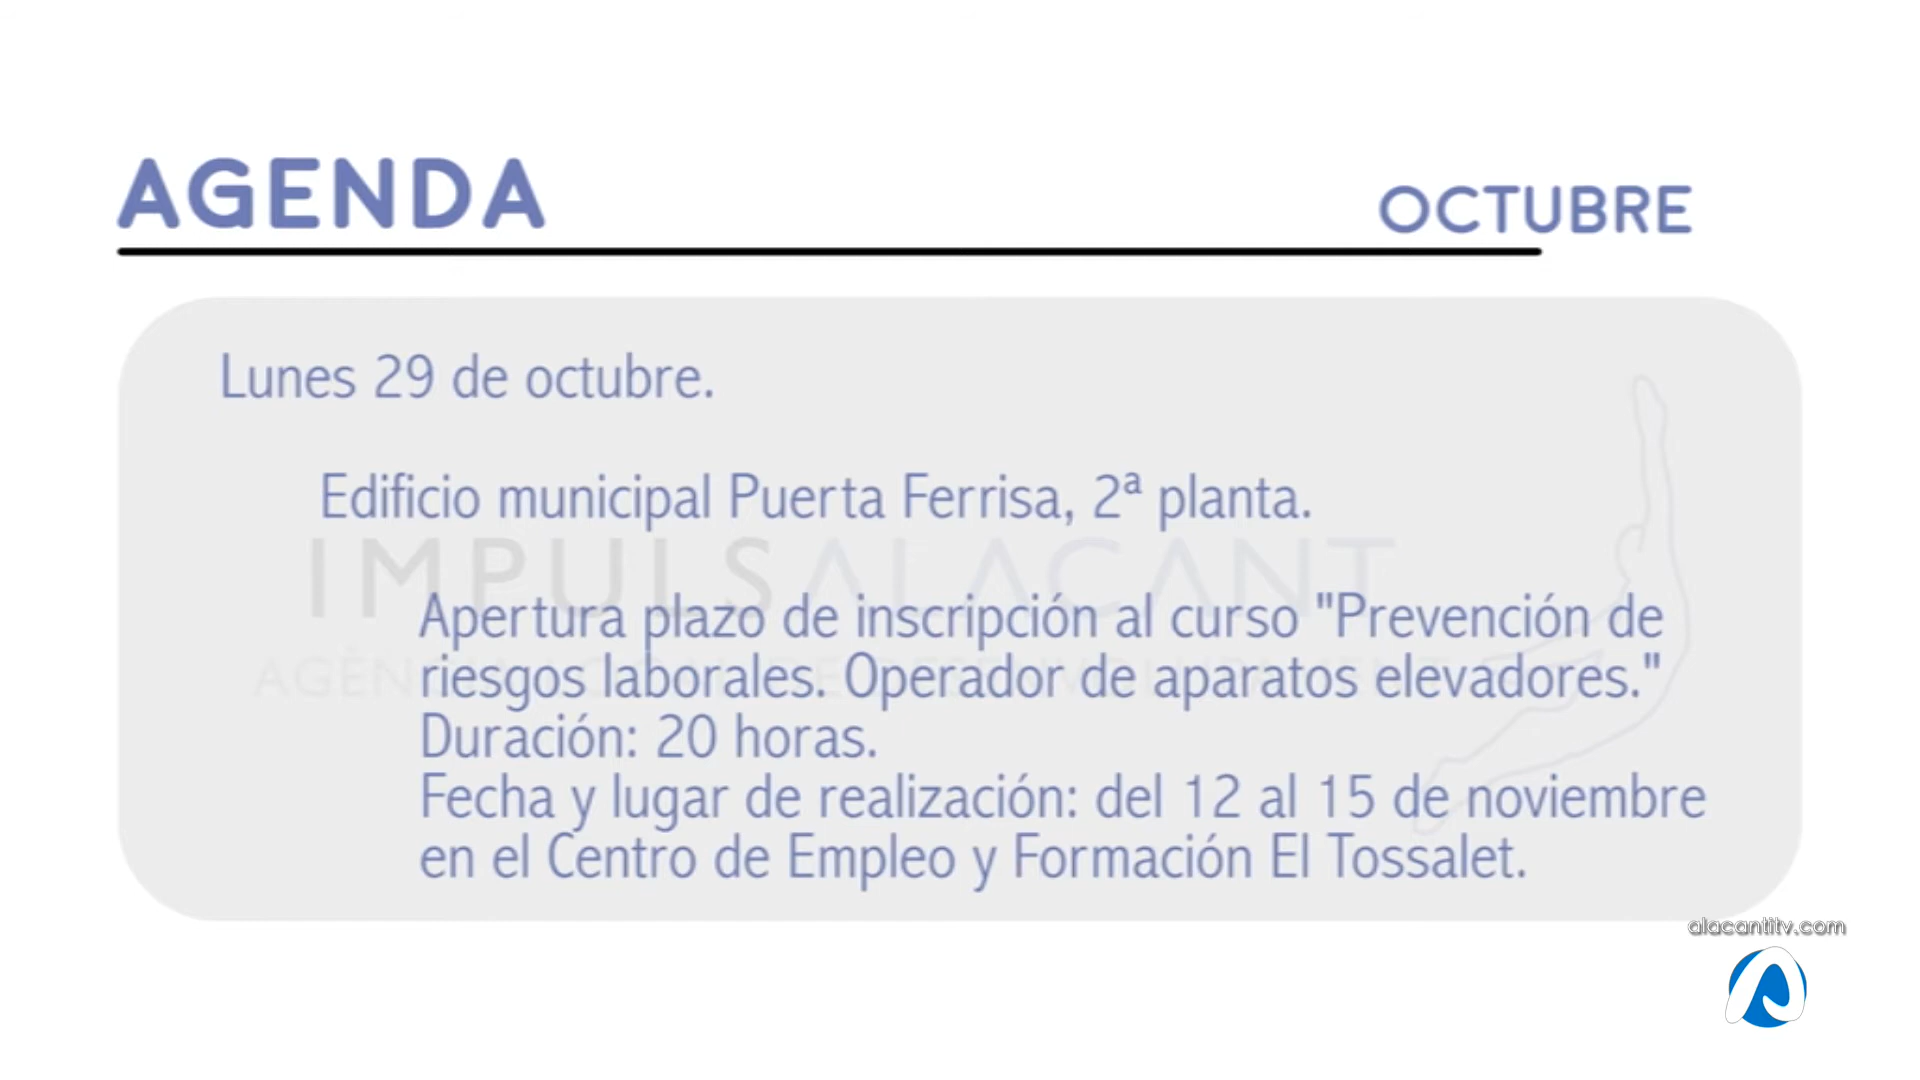 AGENDA
OCTUBRE
Lunes 29 de octubre.
Edificio municipal Puerta Ferrisa, 2ª planta.
IMPULSALACANT
Apertura plazo de inscripción al curso "Prevención de
riesgos laborales. Operador de aparatos elevadores."
Duración: 20 horas.
Fecha y lugar de realización: del 12 al 15 de noviembre
en el Centro de Empleo y Formación El Tossalet.
alacantitv.com